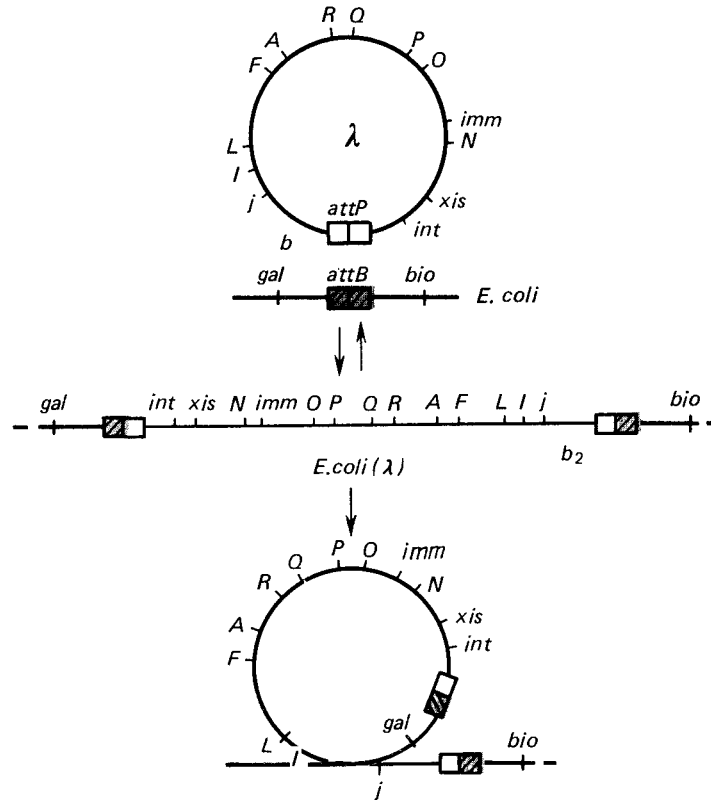 R Q
A P
F O
λ imm
L N
I
j attP xis
b int
gal attB bio
E. coli
gal int xis N imm O P Q R A F L I j bio
b2
E.coli (λ)
P O imm
Q N
R
A xis
F int
gal
L I bio
j